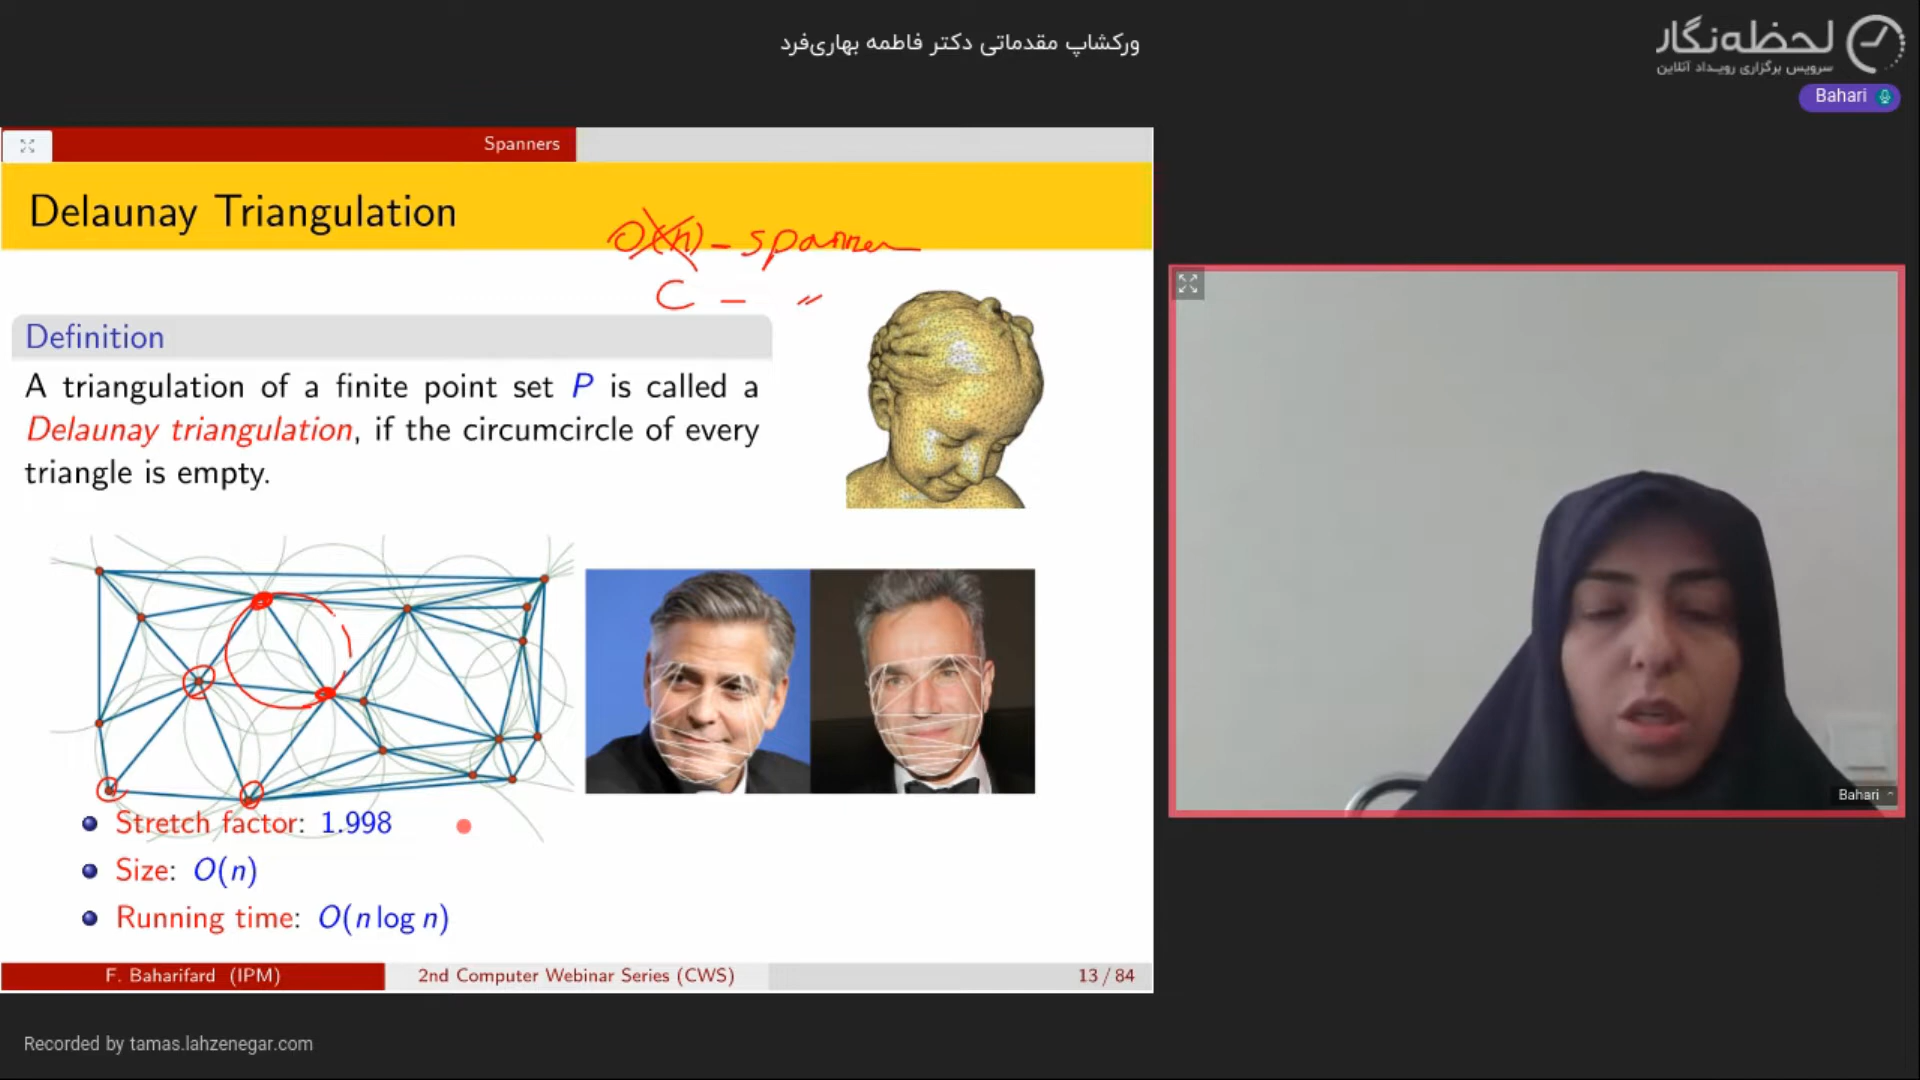 ورکشاپ مقدماتی دکتر فاطمه بهاری‌فرد
لحظه‌نگار
سرویس برگزاری رویداد آنلاین
Bahari
Spanners
Delaunay Triangulation
O(n) - spanner
C - "
Definition
A triangulation of a finite point set P is called a
Delaunay triangulation, if the circumcircle of every
triangle is empty.
Stretch factor: 1.998
Size: O(n)
Running time: O(n log n)
F. Baharifard (IPM)
2nd Computer Webinar Series (CWS)
13 / 84
Bahari
Recorded by tamas.lahzenegar.com